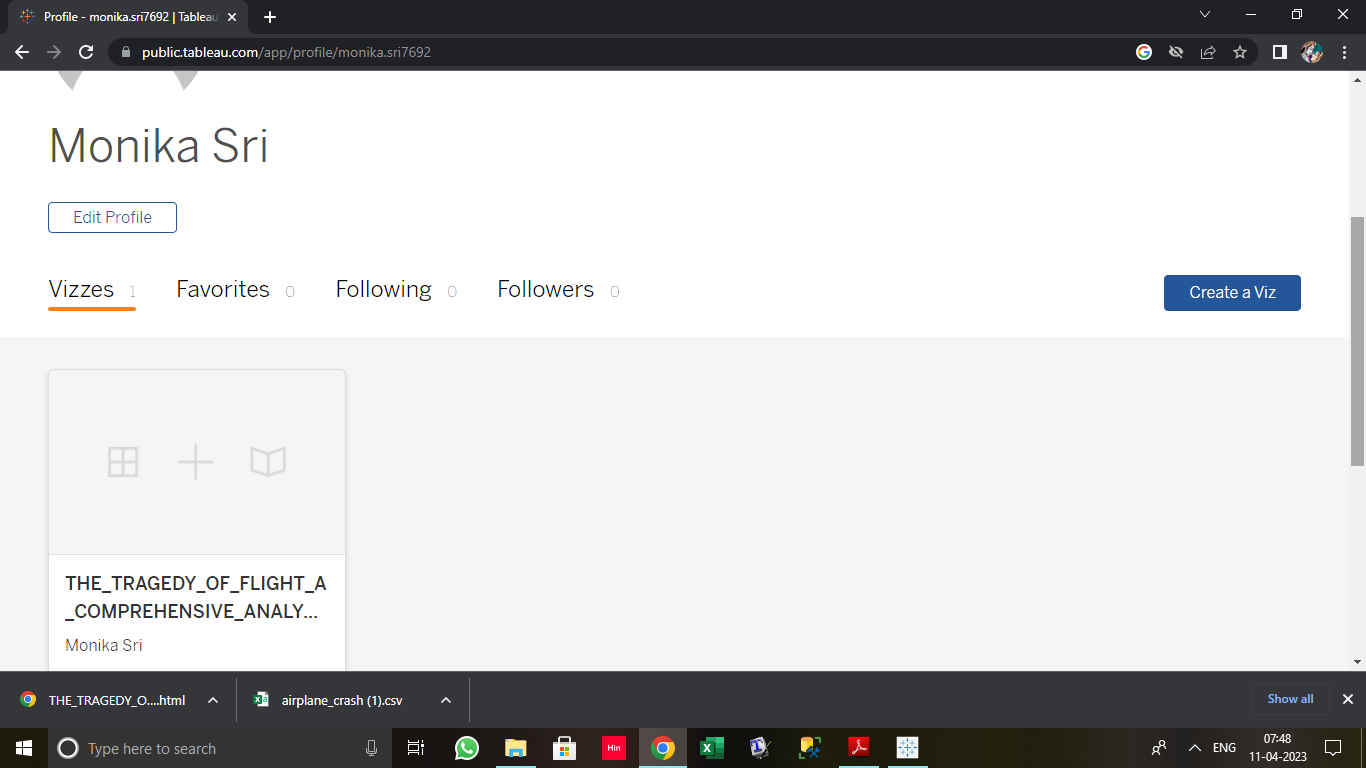 Profile - monika.sri7692 | Tableau
public.tableau.com/app/profile/monika.sri7692
Monika Sri
Edit Profile
Vizzes 1 Favorites 0 Following 0 Followers 0
Create a Viz
THE_TRAGEDY_OF_FLIGHT_A
_COMPREHENSIVE_ANALY...
Monika Sri
THE_TRAGEDY_O....html
airplane_crash (1).csv
Show all
Type here to search
Hin
ENG
07:48
11-04-2023